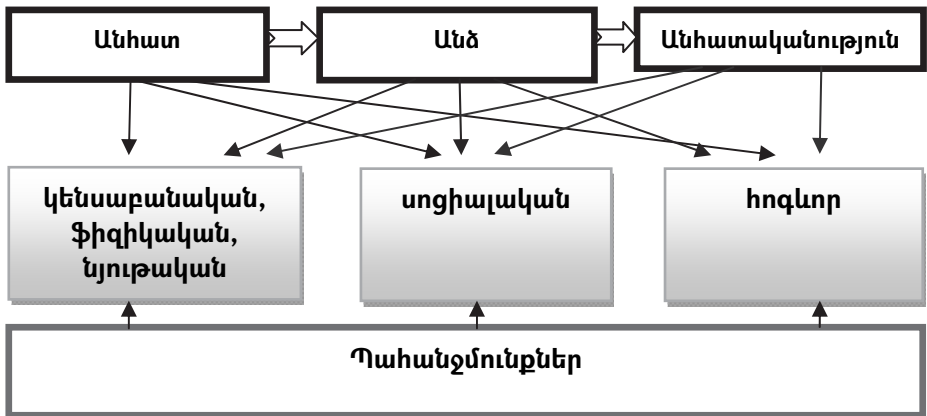 Անհատ
Անձ
Անհատականություն
կենսաբանական,
ֆիզիկական,
նյութական
սոցիալական
հոգևոր
Պահանջմունքներ